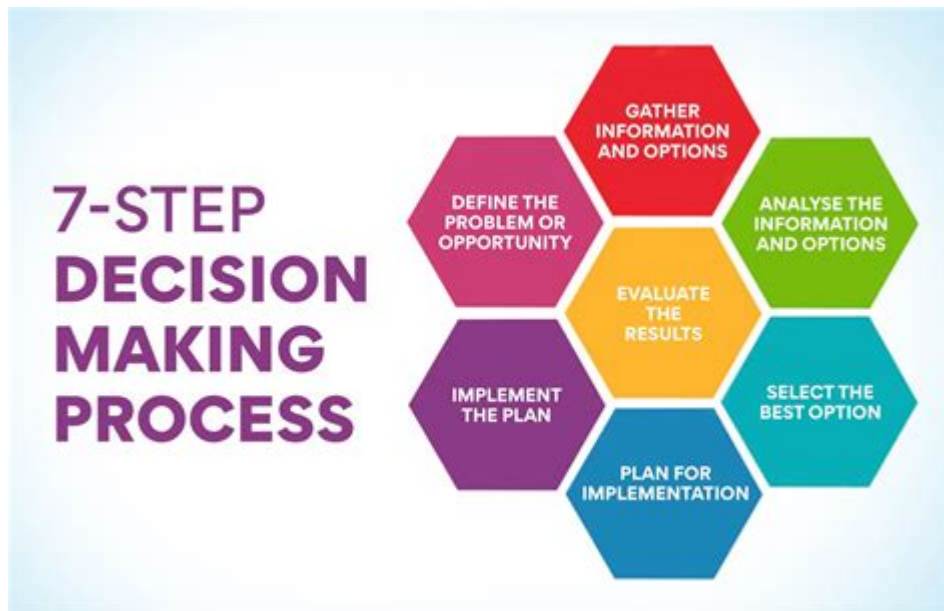 7-STEP
DECISION
MAKING
PROCESS
DEFINE THE
PROBLEM OR
OPPORTUNITY
GATHER
INFORMATION
AND OPTIONS
ANALYSE THE
INFORMATION
AND OPTIONS
SELECT THE
BEST OPTION
PLAN FOR
IMPLEMENTATION
IMPLEMENT
THE PLAN
EVALUATE
THE
RESULTS